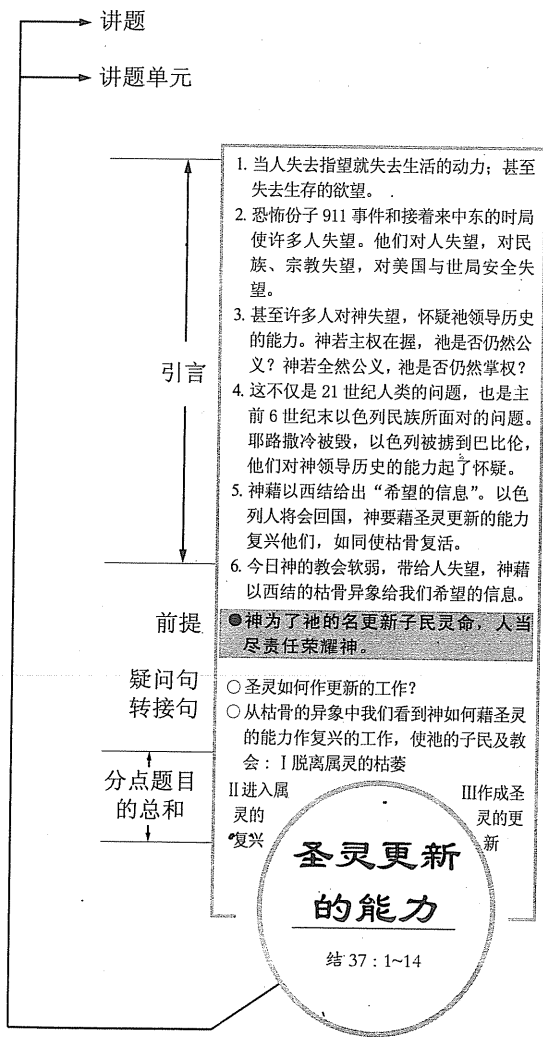 讲题
讲题单元
引言
1. 当人失去指望就失去生活的动力；甚至
失去生存的欲望。
2. 恐怖份子 911 事件和接着来中东的时局
使许多人失望。他们对人失望，对民
族、宗教失望，对美国与世局安全失
望。
3. 甚至许多人对神失望，怀疑祂领导历史
的能力。神若主权在握，祂是否仍然公
义？神若全然公义，祂是否仍然掌权？
4. 这不仅是 21 世纪人类的问题，也是主
前 6 世纪末以色列民族所面对的问题。
耶路撒冷被毁，以色列被掳到巴比伦，
他们对神领导历史的能力起了怀疑。
5. 神藉以西结给出“希望的信息”。以色
列人将会回国，神要藉圣灵更新的能力
复兴他们，如同使枯骨复活。
6. 今日神的教会软弱，带给人失望，神藉
以西结的枯骨异象给我们希望的信息。
前提
●神为了祂的名更新子民灵命，人当
尽责任荣耀神。
疑问句
转接句
○ 圣灵如何作更新的工作？
○ 从枯骨的异象中我们看到神如何藉圣灵
的能力作复兴的工作，使祂的子民及教
会：Ⅰ脱离属灵的枯萎
分点题目
的总和
Ⅱ进入属
灵的
复兴
Ⅲ作成圣
灵的更
新
圣灵更新
的能力
结 37：1~14